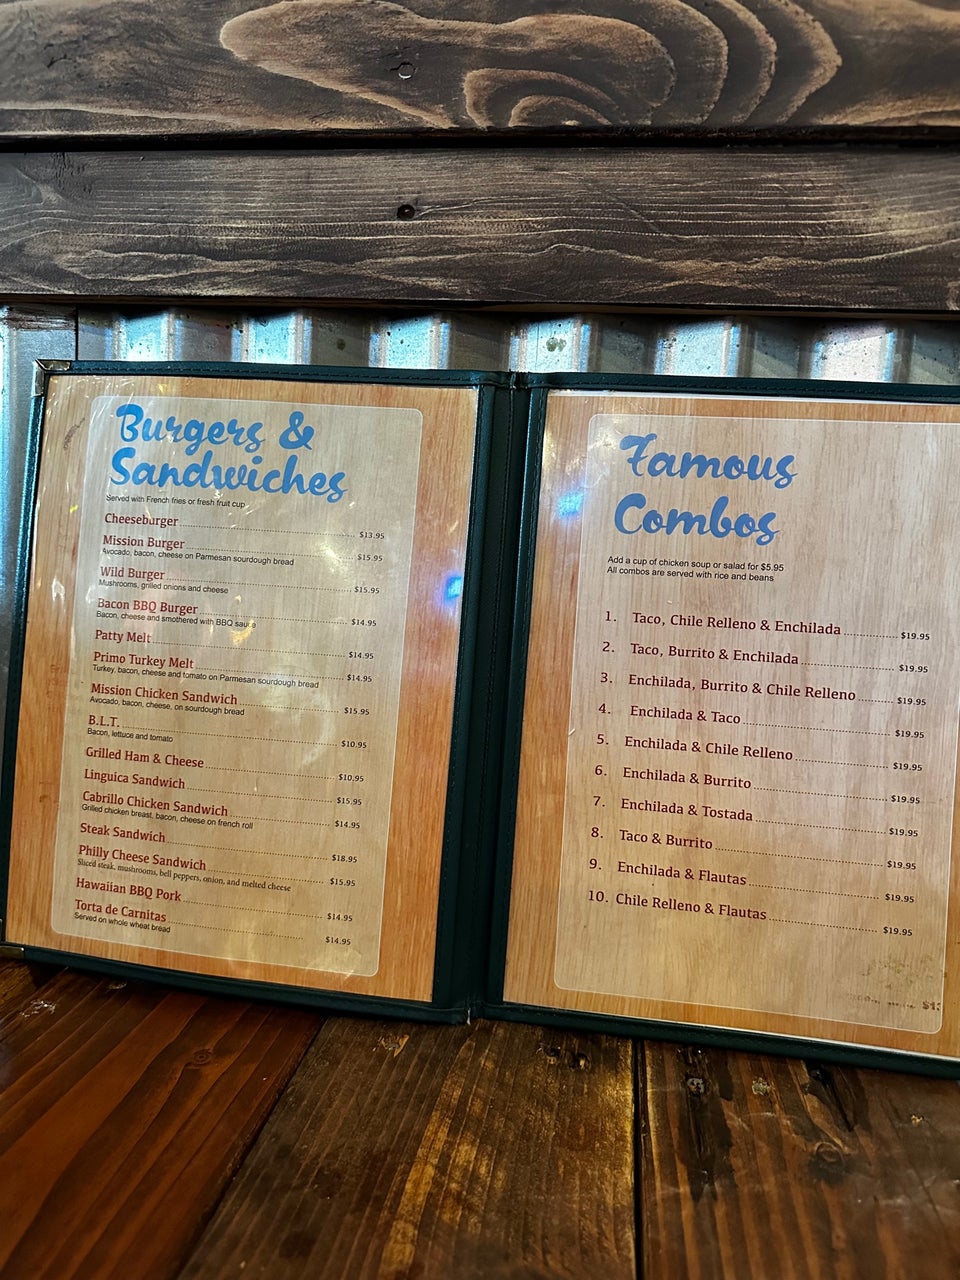 Burgers &
Sandwiches
Served with French fries or fresh fruit cup
Cheeseburger $13.95
Mission Burger $15.95
Avocado, bacon, cheese on Parmesan sourdough bread
Wild Burger $15.95
Mushrooms, grilled onions and cheese
Bacon BBQ Burger $14.95
Bacon, cheese and smothered with BBQ sauce
Patty Melt $14.95
Primo Turkey Melt $14.95
Turkey, bacon, cheese and tomato on Parmesan sourdough bread
Mission Chicken Sandwich $15.95
Avocado, bacon, cheese, on sourdough bread
B.L.T. $10.95
Bacon, lettuce and tomato
Grilled Ham & Cheese $10.95
Linguica Sandwich $15.95
Cabrillo Chicken Sandwich $14.95
Grilled chicken breast, bacon, cheese on french roll
Steak Sandwich $18.95
Philly Cheese Sandwich $15.95
Sliced steak, mushrooms, bell peppers, onion, and melted cheese
Hawaiian BBQ Pork $14.95
Torta de Carnitas $14.95
Served on whole wheat bread
Famous
Combos
Add a cup of chicken soup or salad for $5.95
All combos are served with rice and beans
1. Taco, Chile Relleno & Enchilada $19.95
2. Taco, Burrito & Enchilada $19.95
3. Enchilada, Burrito & Chile Relleno $19.95
4. Enchilada & Taco $19.95
5. Enchilada & Chile Relleno $19.95
6. Enchilada & Burrito $19.95
7. Enchilada & Tostada $19.95
8. Taco & Burrito $19.95
9. Enchilada & Flautas $19.95
10. Chile Relleno & Flautas $19.95